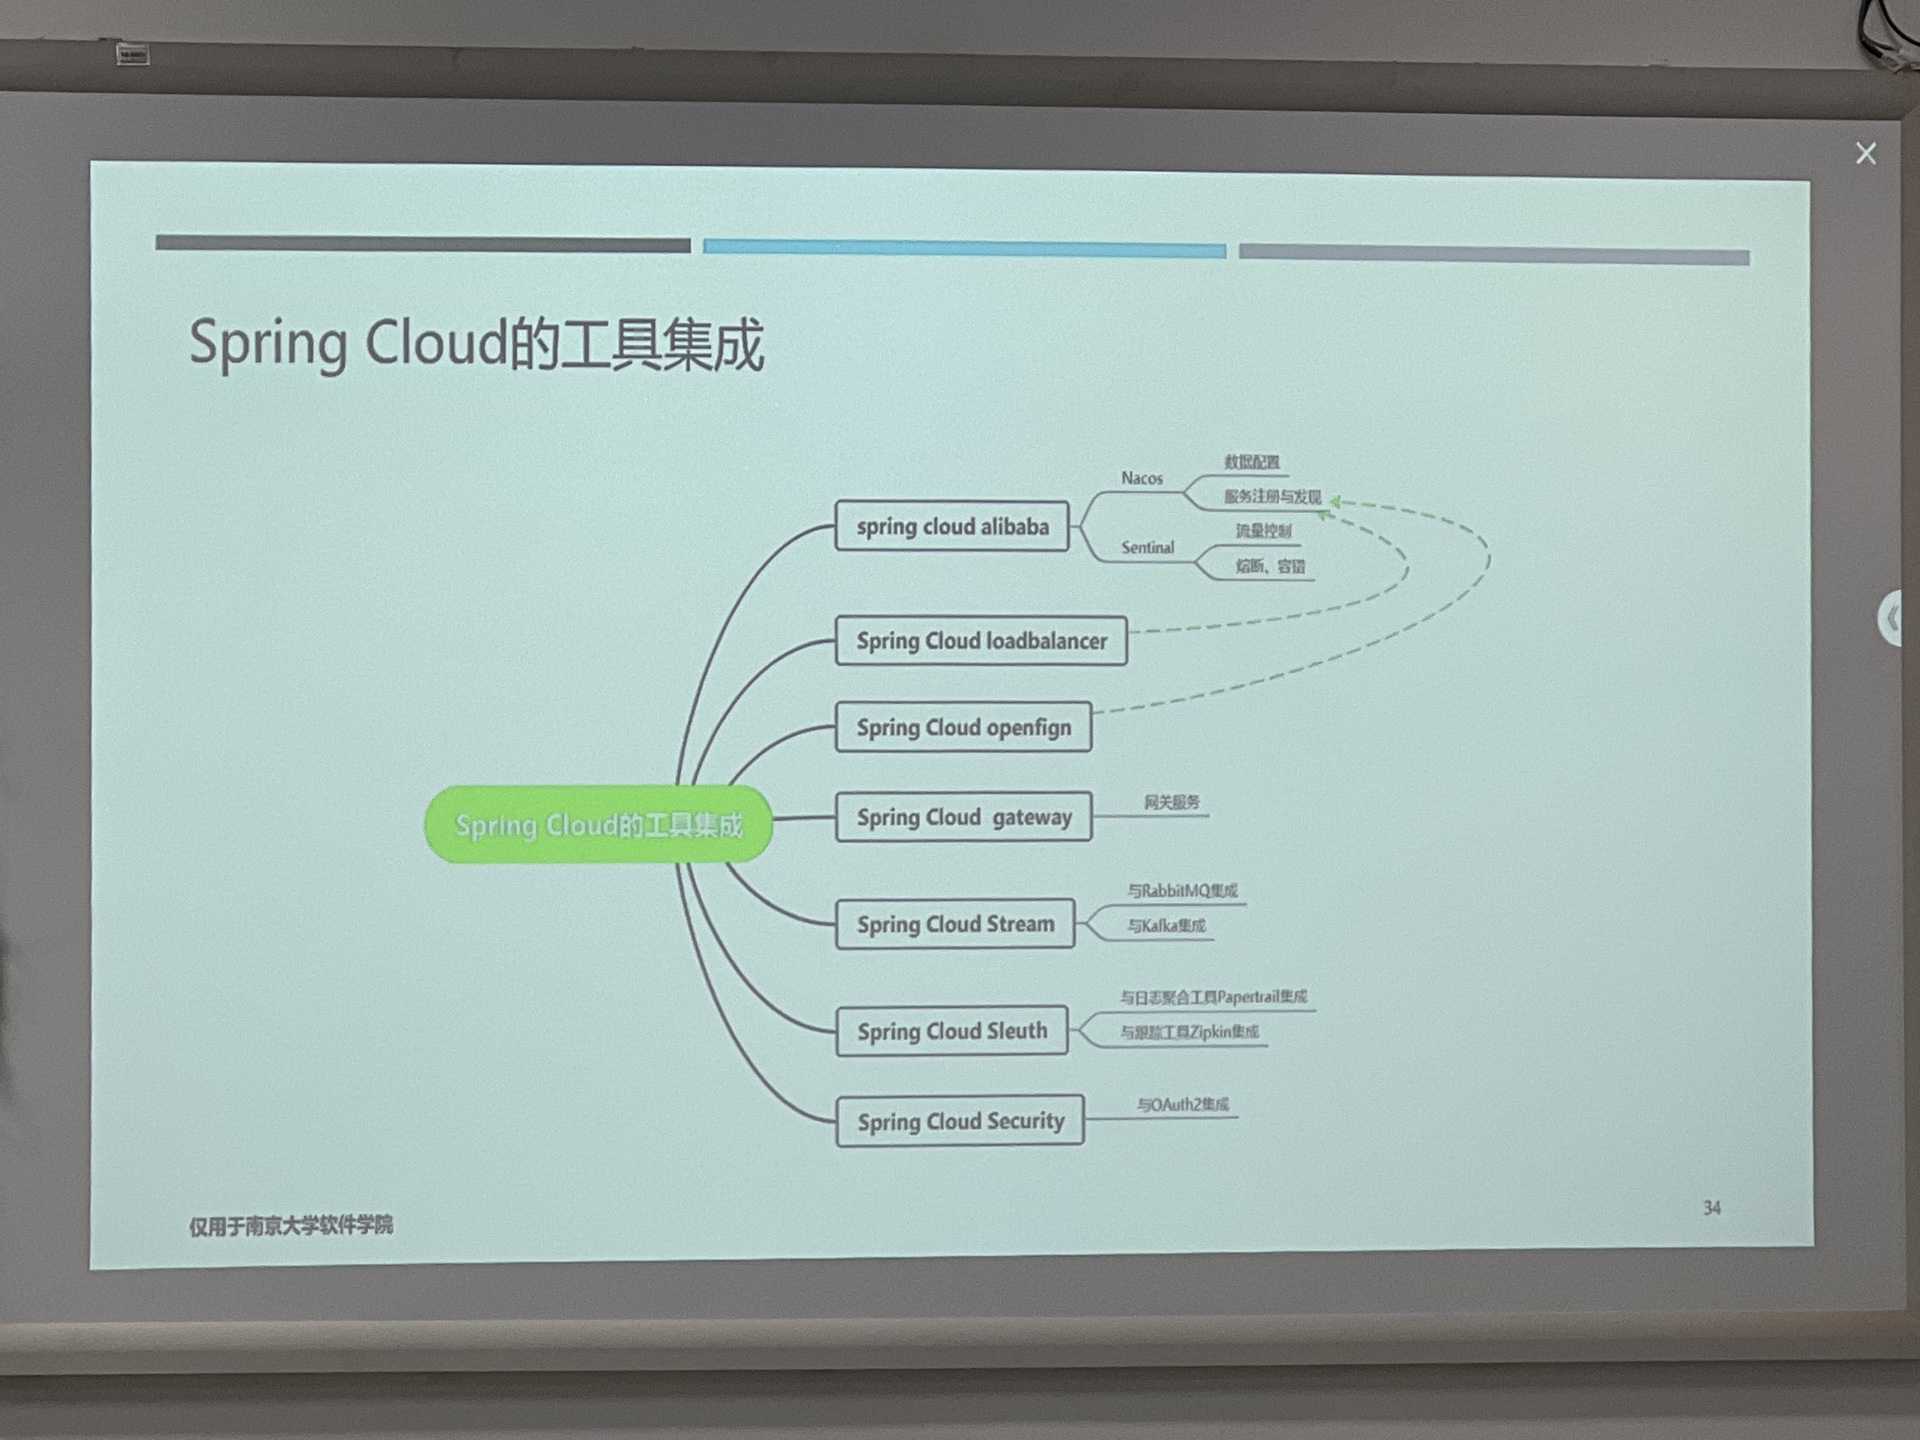 Spring Cloud的工具集成
数据配置
Nacos
服务注册与发现
spring cloud alibaba
流量控制
Sentinal
熔断、容错
Spring Cloud loadbalancer
Spring Cloud openfign
Spring Cloud的工具集成
网关服务
Spring Cloud  gateway
与RabbitMQ集成
Spring Cloud Stream
与Kafka集成
与日志聚合工具Papertrail集成
Spring Cloud Sleuth
与跟踪工具Zipkin集成
与OAuth2集成
Spring Cloud Security
仅用于南京大学软件学院
34